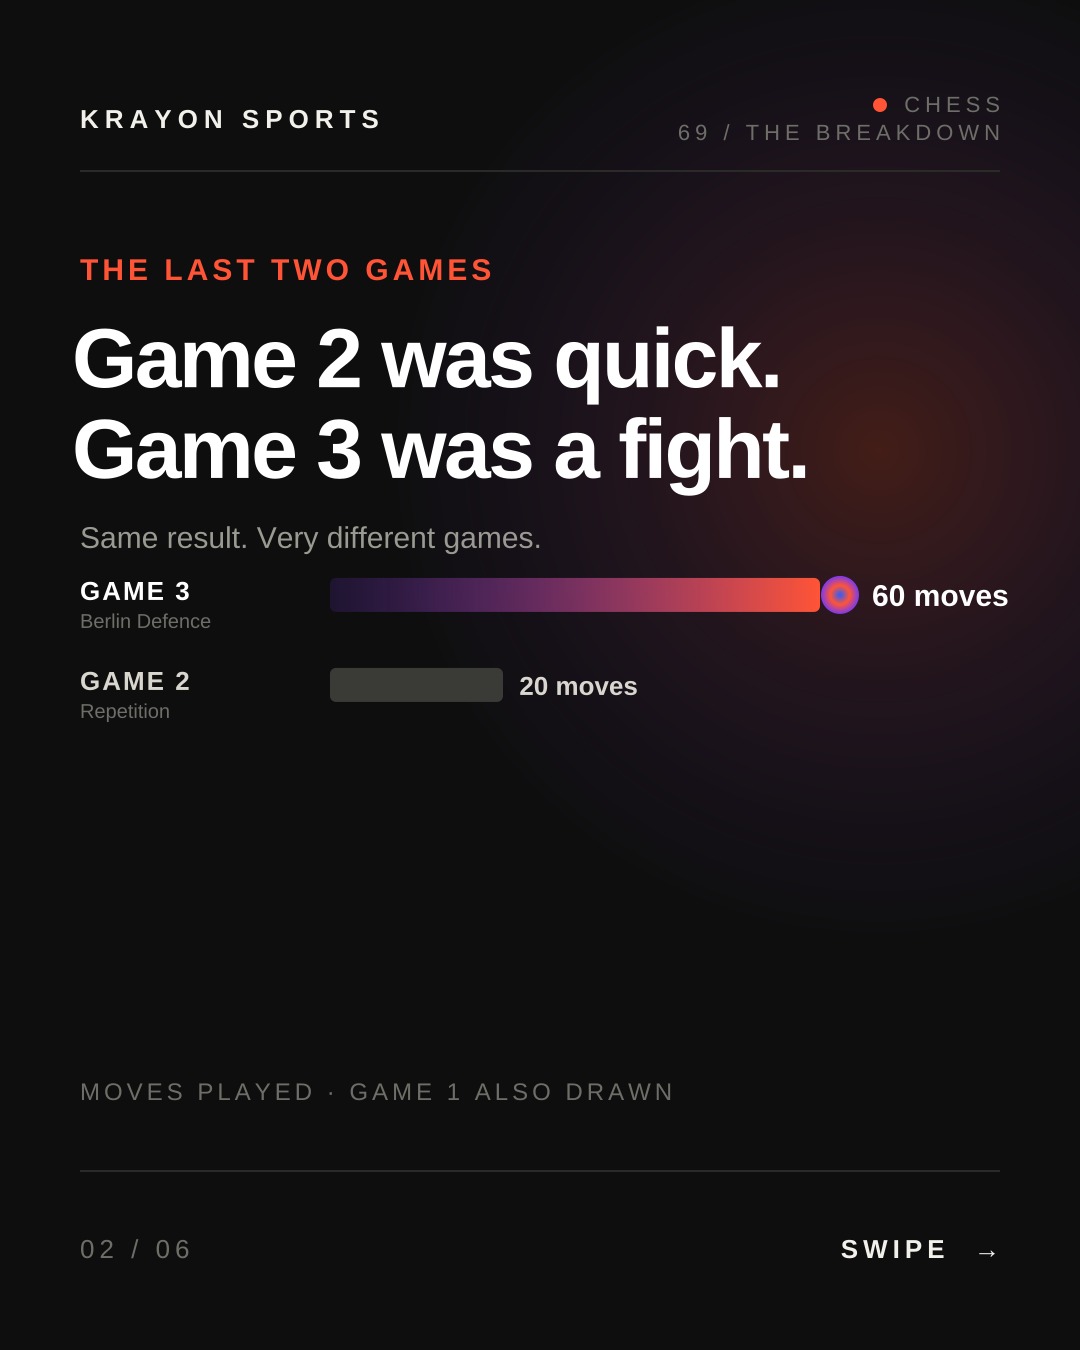 KRAYON SPORTS
CHESS
69 / THE BREAKDOWN
THE LAST TWO GAMES
Game 2 was quick.
Game 3 was a fight.
Same result. Very different games.
GAME 3
Berlin Defence
60 moves
GAME 2
Repetition
20 moves
MOVES PLAYED · GAME 1 ALSO DRAWN
02 / 06
SWIPE →